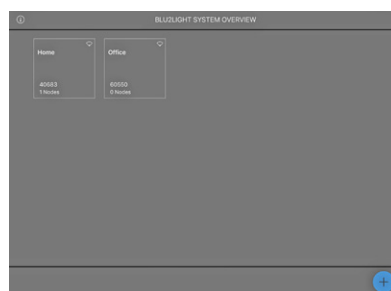 BLU2LIGHT SYSTEM OVERVIEW
Home
40683
1 Nodes
Office
60550
0 Nodes